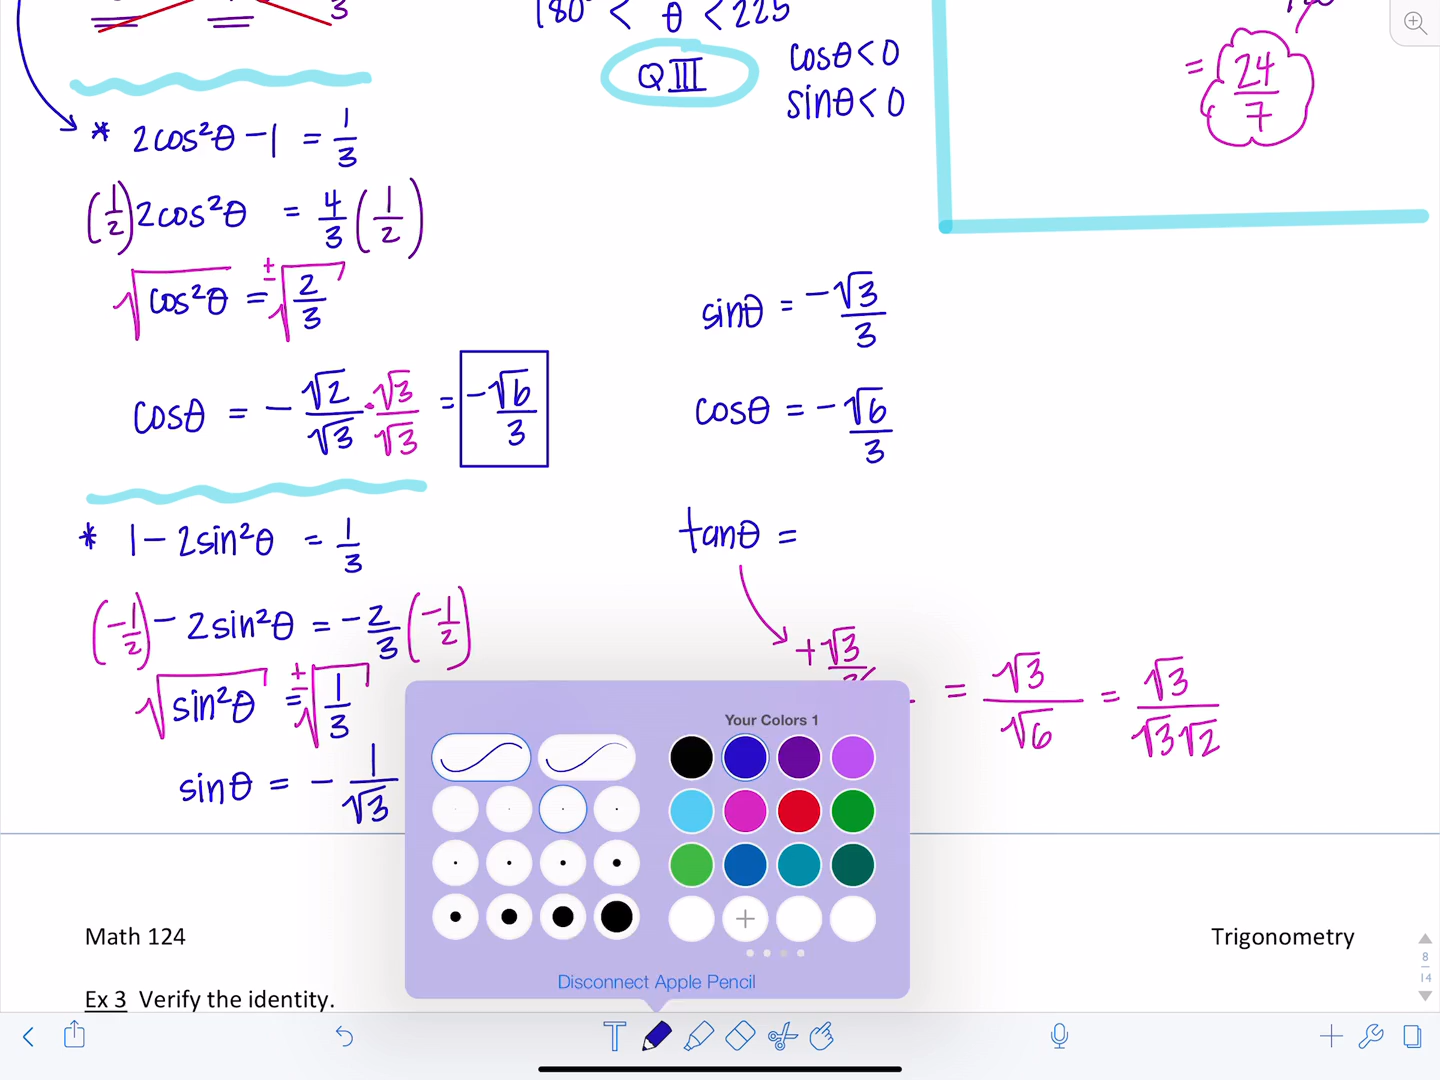 3
180° < θ < 225
QIII
cosθ < 0
sinθ < 0
= 24/7
* 2cos²θ − 1 = 1/3
(1/2) 2cos²θ = 4/3 (1/2)
√cos²θ = ±√(2/3)
cosθ = − √2/√3 · √3/√3 = −√6/3
sinθ = −√3/3
cosθ = −√6/3
* 1 − 2sin²θ = 1/3
(−1/2) − 2sin²θ = −2/3 (−1/2)
√sin²θ = ±√(1/3)
sinθ = − 1/√3
tanθ =
+√3
= √3/√6 = √3/√3√2
Your Colors 1
Disconnect Apple Pencil
Math 124
Trigonometry
Ex 3 Verify the identity.
8
14
T